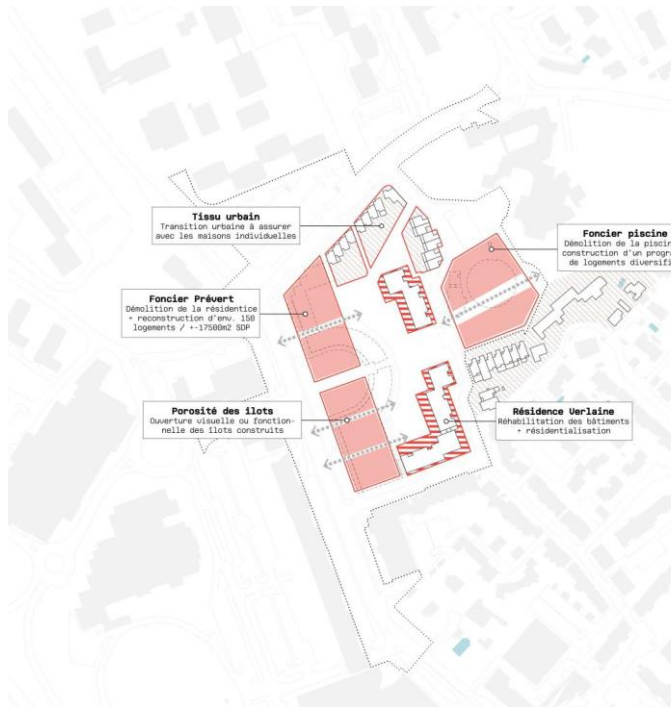 Tissu urbain
Transition urbaine à assurer
avec les maisons individuelles
Foncier piscine
Démolition de la piscin
construction d'un progra
de logements diversifi
Foncier Prévert
Démolition de la résidentice
+ reconstruction d'env. 150
logements / +-17500m2 SDP
Porosité des îlots
Ouverture visuelle ou fonction-
nelle des îlots construits
Résidence Verlaine
Réhabilitation des bâtiments
+ résidentialisation